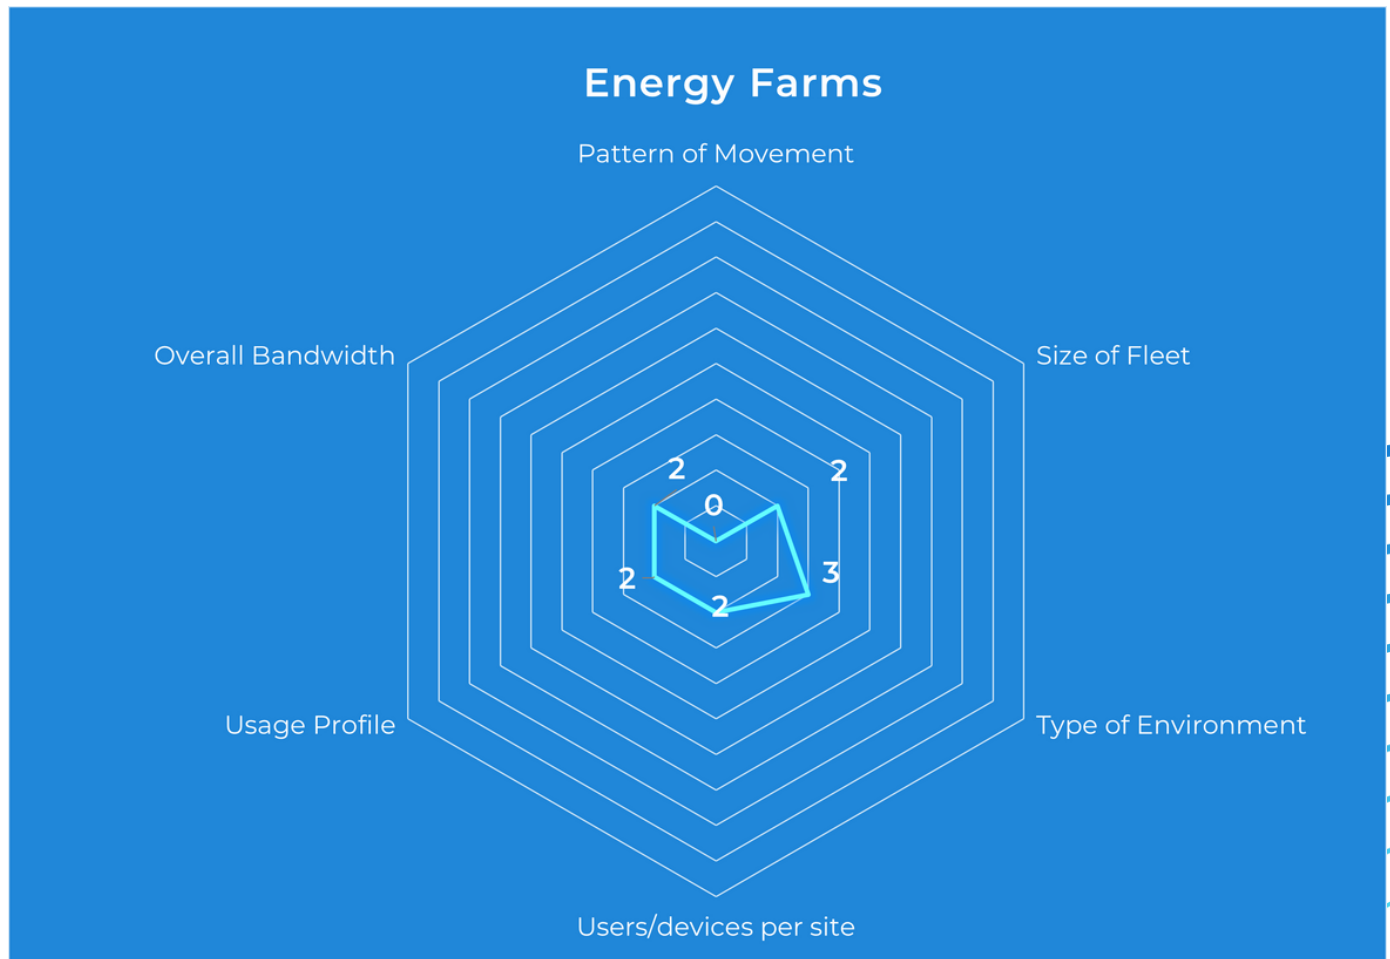 Energy Farms
Pattern of Movement
Overall Bandwidth
Size of Fleet
2
2
0
3
2
2
Usage Profile
Type of Environment
Users/devices per site